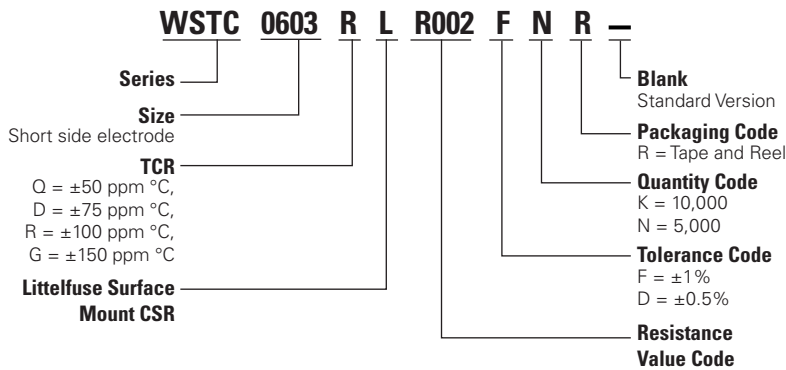 WSTC 0603 R L R002 F N R –
Series
Size
Short side electrode
TCR
Q = ±50 ppm °C,
D = ±75 ppm °C,
R = ±100 ppm °C,
G = ±150 ppm °C
Littelfuse Surface
Mount CSR
Blank
Standard Version
Packaging Code
R = Tape and Reel
Quantity Code
K = 10,000
N = 5,000
Tolerance Code
F = ±1%
D = ±0.5%
Resistance
Value Code